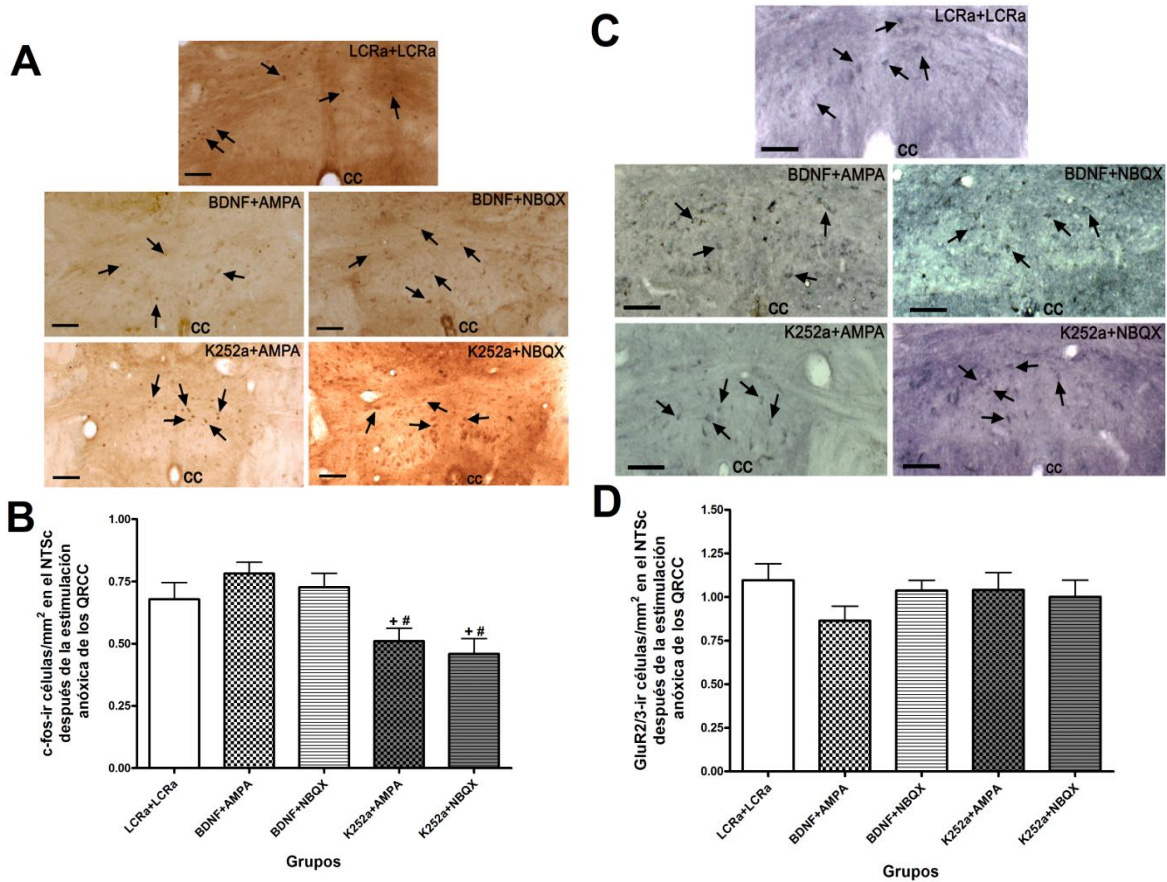 A
LCRa+LCRa
CC
BDNF+AMPA
CC
BDNF+NBQX
CC
K252a+AMPA
CC
K252a+NBQX
CC
B
c-fos-ir células/mm² en el NTSc
después de la estimulación
anóxica de los QRCC
1.00
0.75
0.50
0.25
0.00
+ #
+ #
LCRa+LCRa
BDNF+AMPA
BDNF+NBQX
K252a+AMPA
K252a+NBQX
Grupos
C
LCRa+LCRa
CC
BDNF+AMPA
CC
BDNF+NBQX
CC
K252a+AMPA
CC
K252a+NBQX
CC
D
GluR2/3-ir células/mm² en el NTSc
después de la estimulación
anóxica de los QRCC
1.50
1.25
1.00
0.75
0.50
0.25
0.00
LCRa+LCRa
BDNF+AMPA
BDNF+NBQX
K252a+AMPA
K252a+NBQX
Grupos